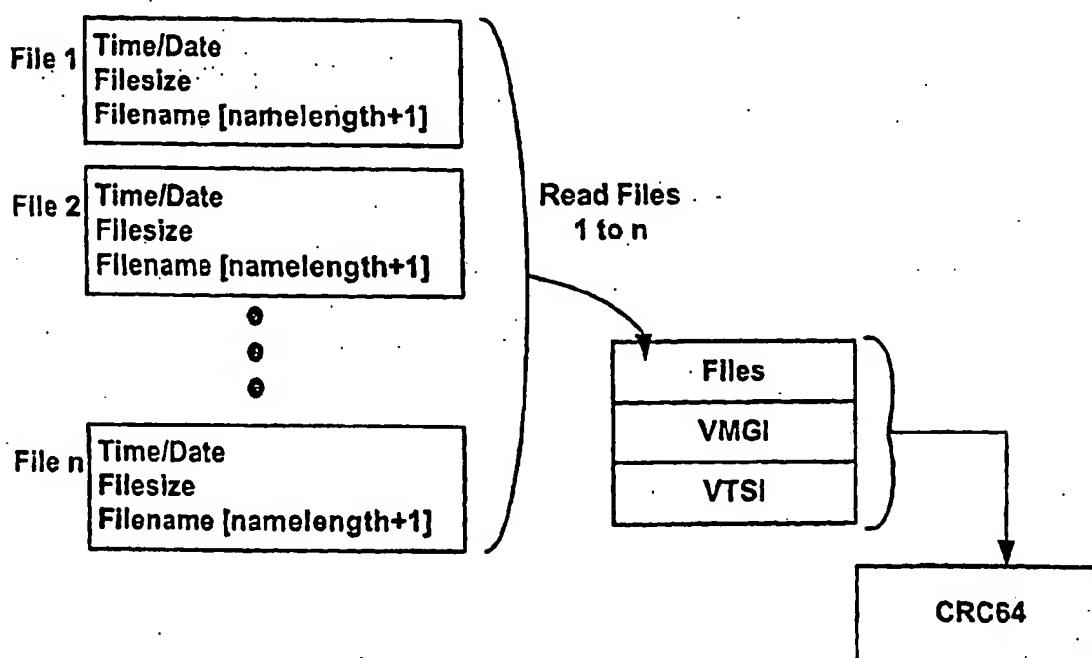 File 1
Time/Date
Filesize
Filename [namelength+1]
File 2
Time/Date
Filesize
Filename [namelength+1]
Read Files
1 to n
Files
VMGI
VTSI
File n
Time/Date
Filesize
Filename [namelength+1]
CRC64